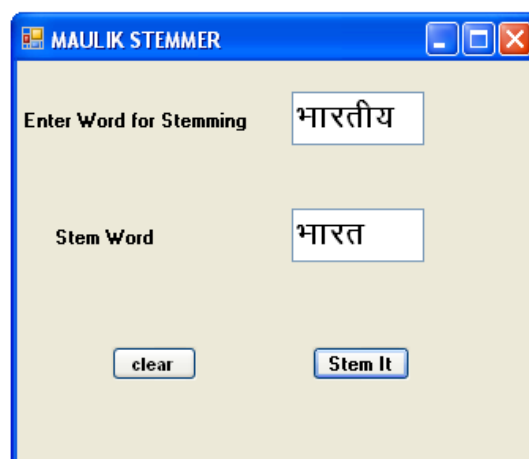 MAULIK STEMMER
Enter Word for Stemming भारतीय
Stem Word भारत
clear Stem It